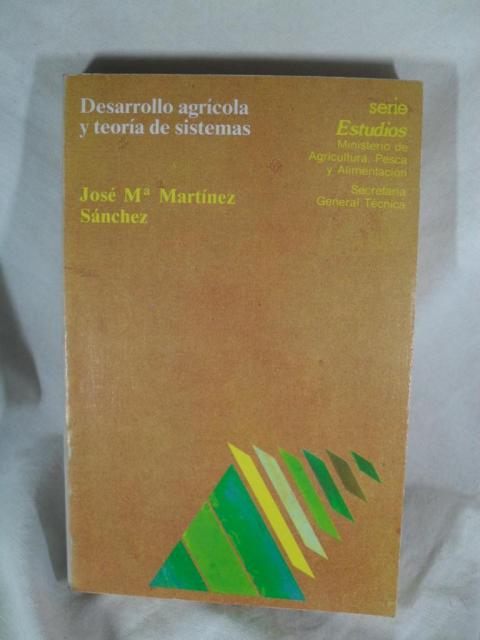 Desarrollo agrícola
y teoría de sistemas
José Mª Martínez
Sánchez
serie
Estudios
Ministerio de
Agricultura, Pesca
y Alimentación
Secretaría
General Técnica